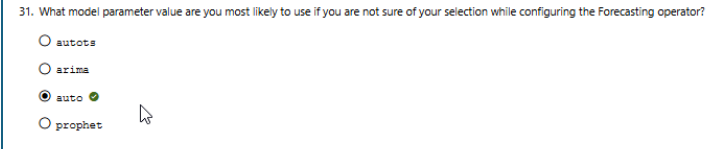 31. What model parameter value are you most likely to use if you are not sure of your selection while configuring the Forecasting operator?
autots
arima
auto
prophet